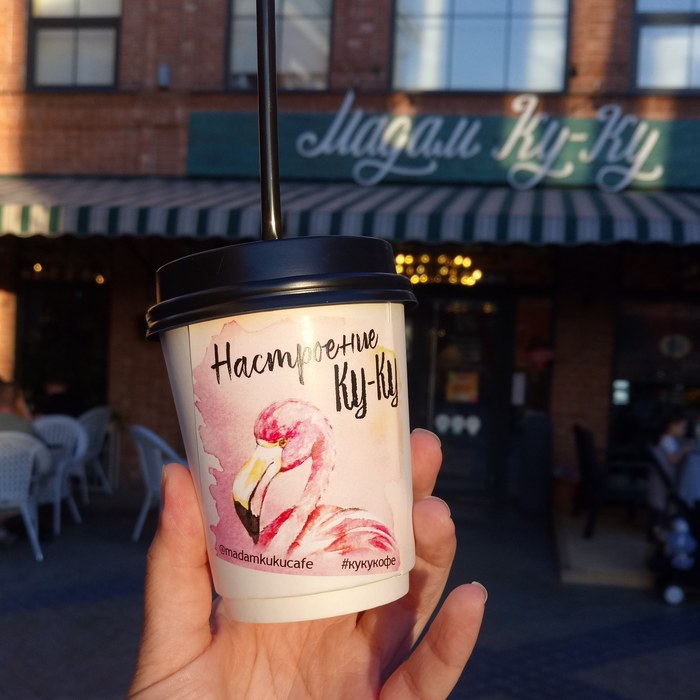 Мадам Ку-Ку
Настроение
Ку-Ку
@madamkukucafe #кукукофе